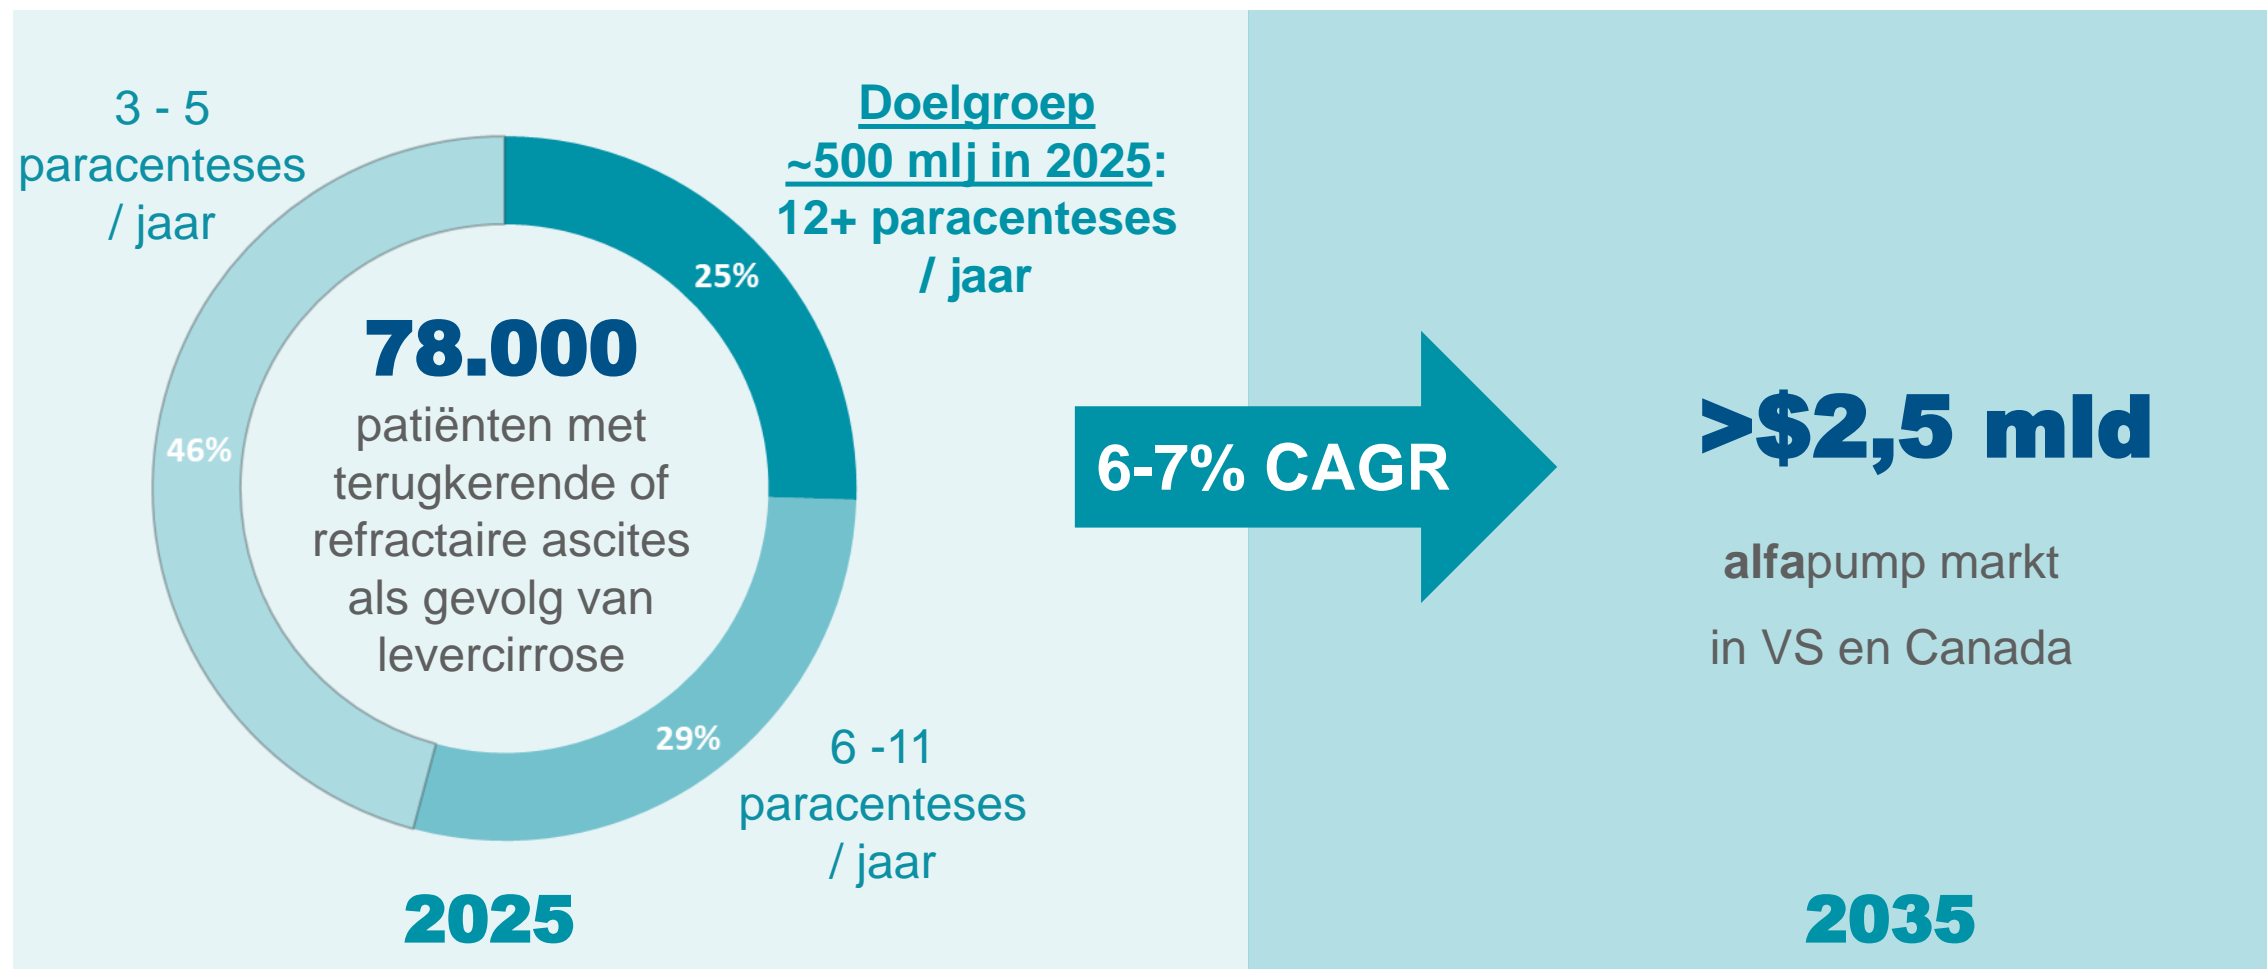 3 - 5
paracenteses
/ jaar
Doelgroep
~500 mlj in 2025:
12+ paracenteses
/ jaar
25%
46%
29%
78.000
patiënten met
terugkerende of
refractaire ascites
als gevolg van
levercirrose
6 -11
paracenteses
/ jaar
2025
6-7% CAGR
>$2,5 mld
alfapump markt
in VS en Canada
2035